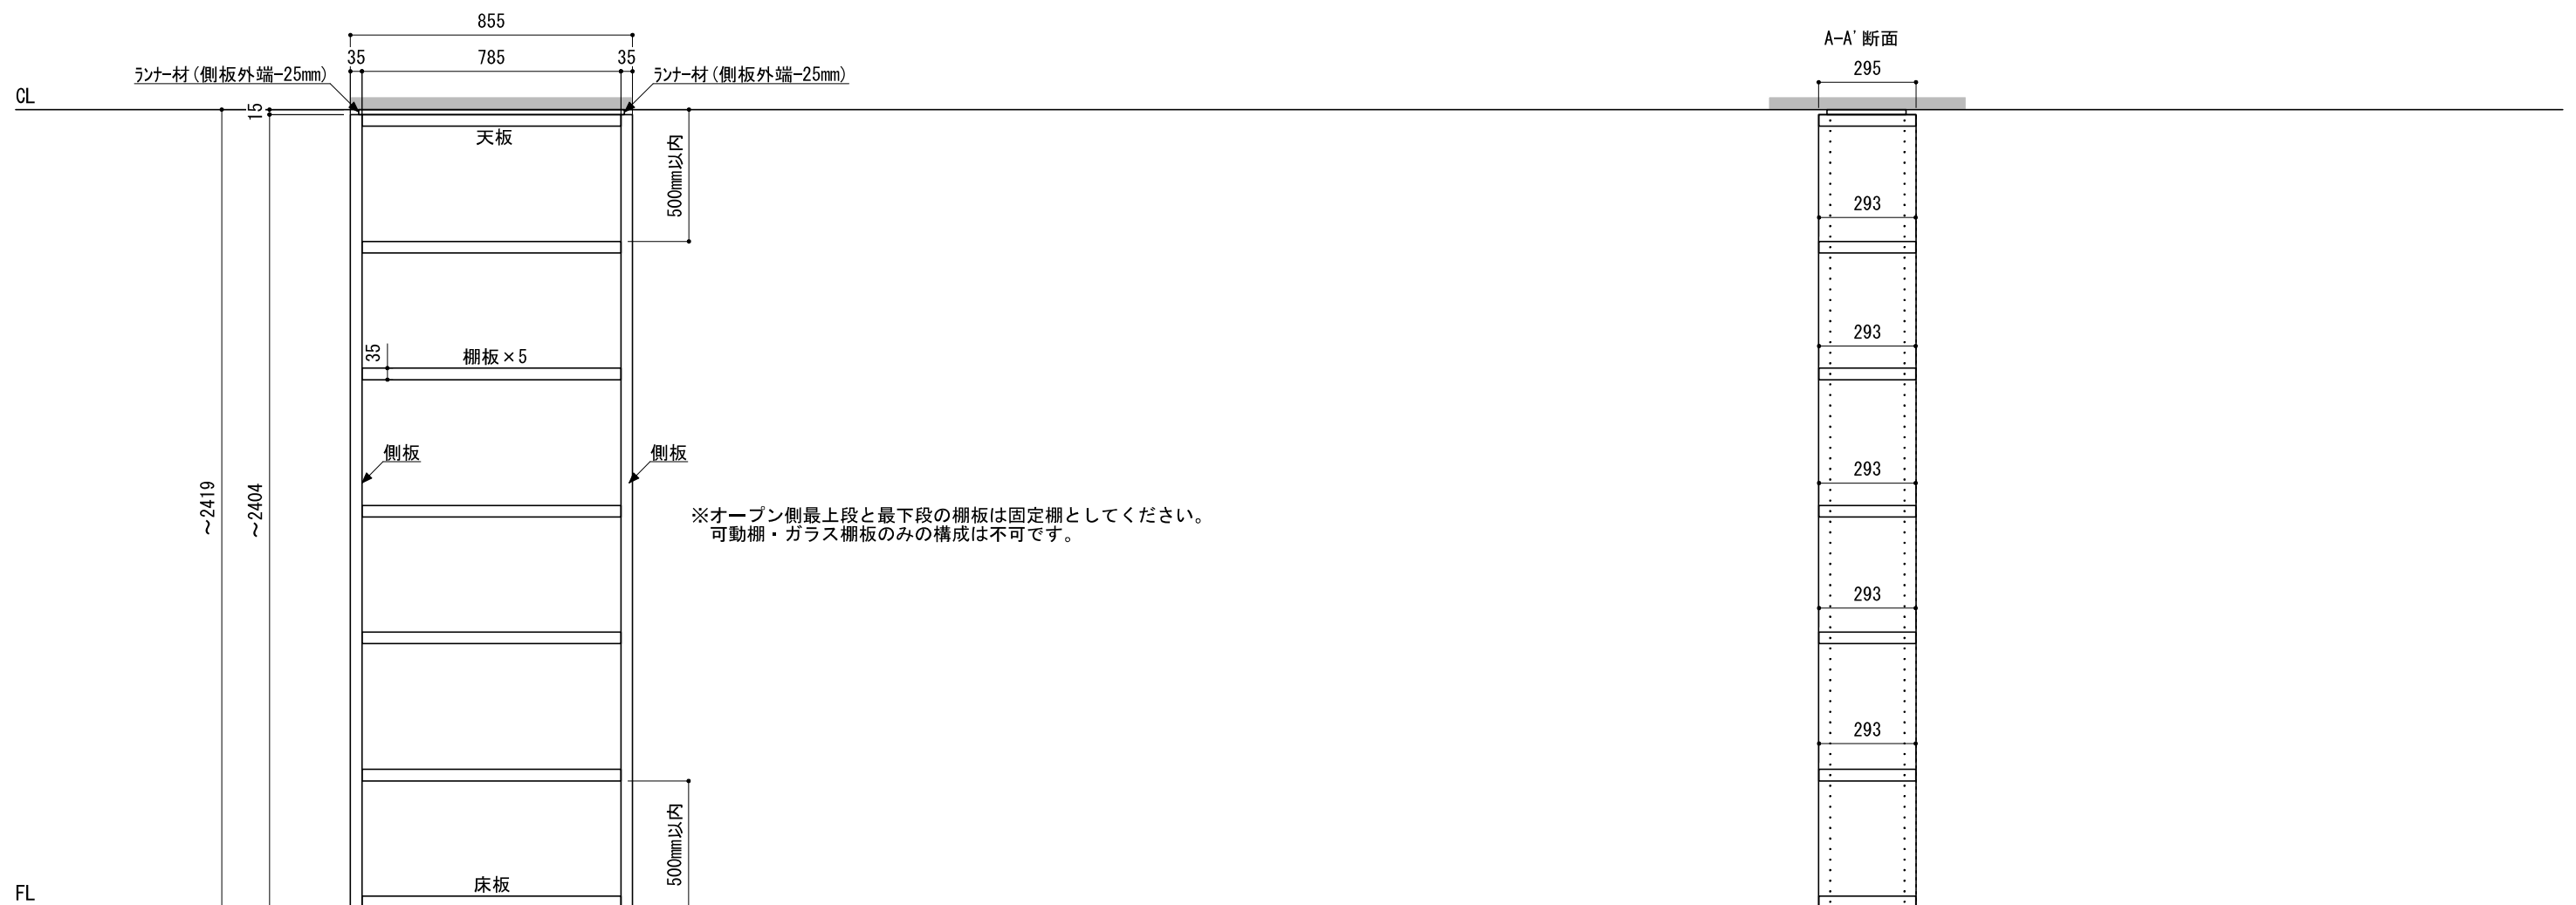 855
A-A' 断面
35 785 35
295
ﾗﾝﾅｰ材(側板外端-25mm)
ﾗﾝﾅｰ材(側板外端-25mm)
CL
15
天板
500mm以内
293
293
35
棚板×5
側板
側板
293
～2419
～2404
※オープン側最上段と最下段の棚板は固定棚としてください。
可動棚・ガラス棚板のみの構成は不可です。
293
293
500mm以内
床板
FL